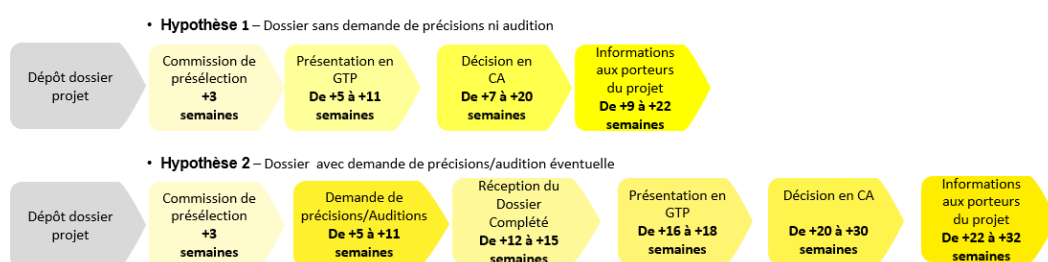 • Hypothèse 1 – Dossier sans demande de précisions ni audition
Dépôt dossier
projet
Commission de
présélection
+3
semaines
Présentation en
GTP
De +5 à +11
semaines
Décision en
CA
De +7 à +20
semaines
Informations
aux porteurs
du projet
De +9 à +22
semaines
• Hypothèse 2 – Dossier avec demande de précisions/audition éventuelle
Dépôt dossier
projet
Commission de
présélection
+3
semaines
Demande de
précisions/Auditions
De +5 à +11
semaines
Réception du
Dossier
Complété
De +12 à +15
semaines
Présentation en
GTP
De +16 à +18
semaines
Décision en CA
De +20 à +30
semaines
Informations
aux porteurs
du projet
De +22 à +32
semaines